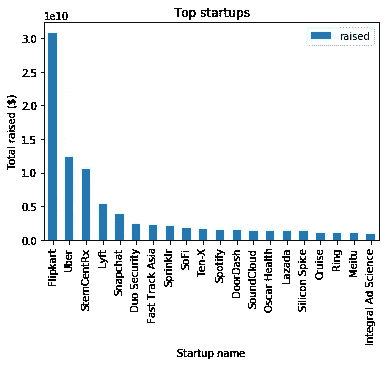 Top startups
1e10
raised
Total raised ($)
3.0
2.5
2.0
1.5
1.0
0.5
0.0
Flipkart
Uber
StemCentRx
Lyft
Snapchat
Duo Security
Fast Track Asia
Sprinklr
SoFi
Ten-X
Spotify
DoorDash
SoundCloud
Oscar Health
Lazada
Silicon Spice
Cruise
Ring
Meitu
Integral Ad Science
Startup name